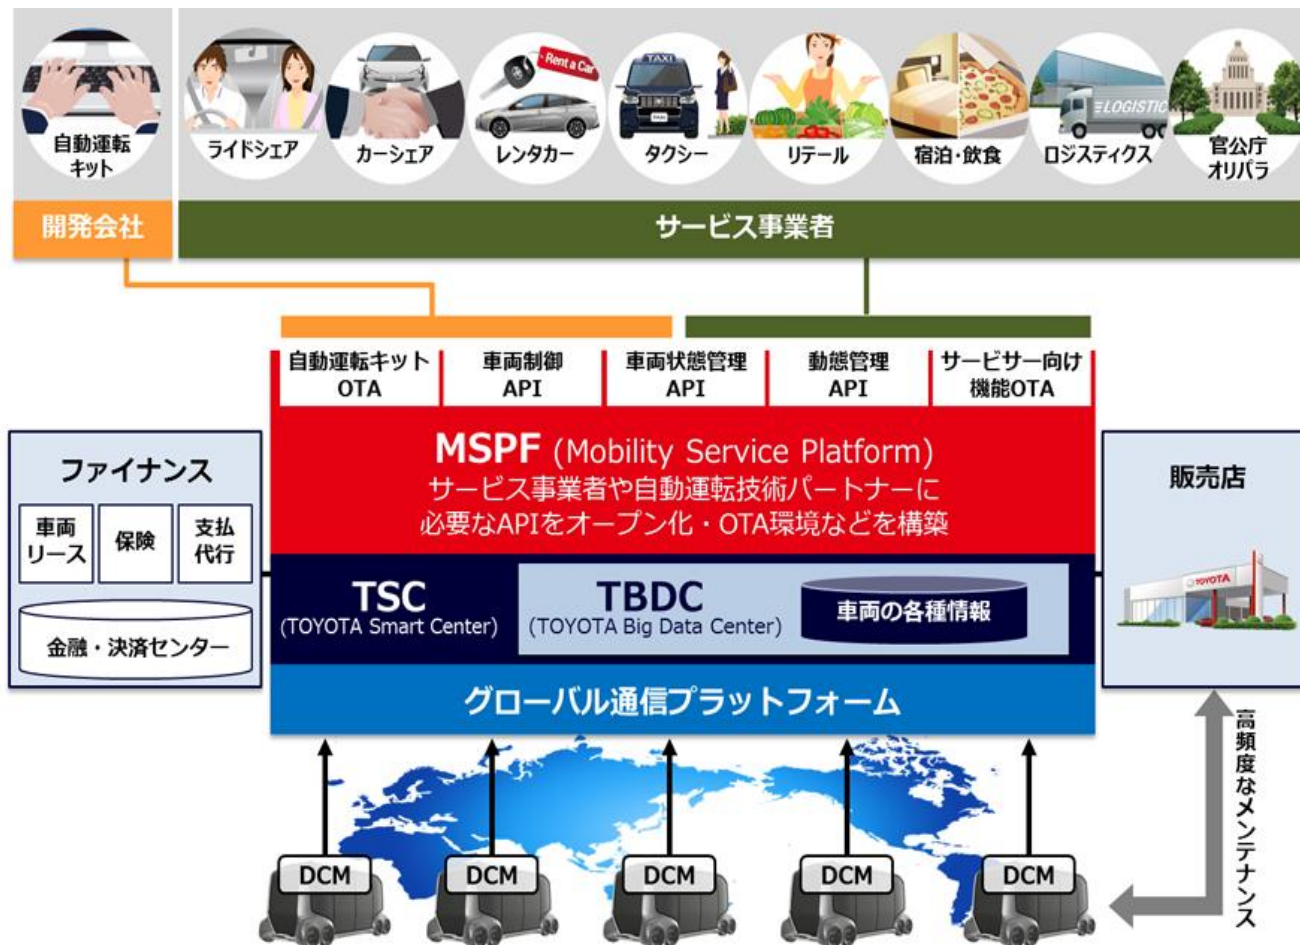 自動運転
キット
ライドシェア
カーシェア
Rent a Car
レンタカー
TAXI
TAXI
タクシー
リテール
宿泊・飲食
LOGISTIC
ロジスティクス
官公庁
オリパラ
開発会社
サービス事業者
自動運転キット
OTA
車両制御
API
車両状態管理
API
動態管理
API
サービサー向け
機能OTA
MSPF (Mobility Service Platform)
サービス事業者や自動運転技術パートナーに
必要なAPIをオープン化・OTA環境などを構築
ファイナンス
車両
リース
保険
支払
代行
金融・決済センター
TSC
(TOYOTA Smart Center)
TBDC
(TOYOTA Big Data Center)
車両の各種情報
販売店
TOYOTA
グローバル通信プラットフォーム
高頻度なメンテナンス
DCM
DCM
DCM
DCM
DCM